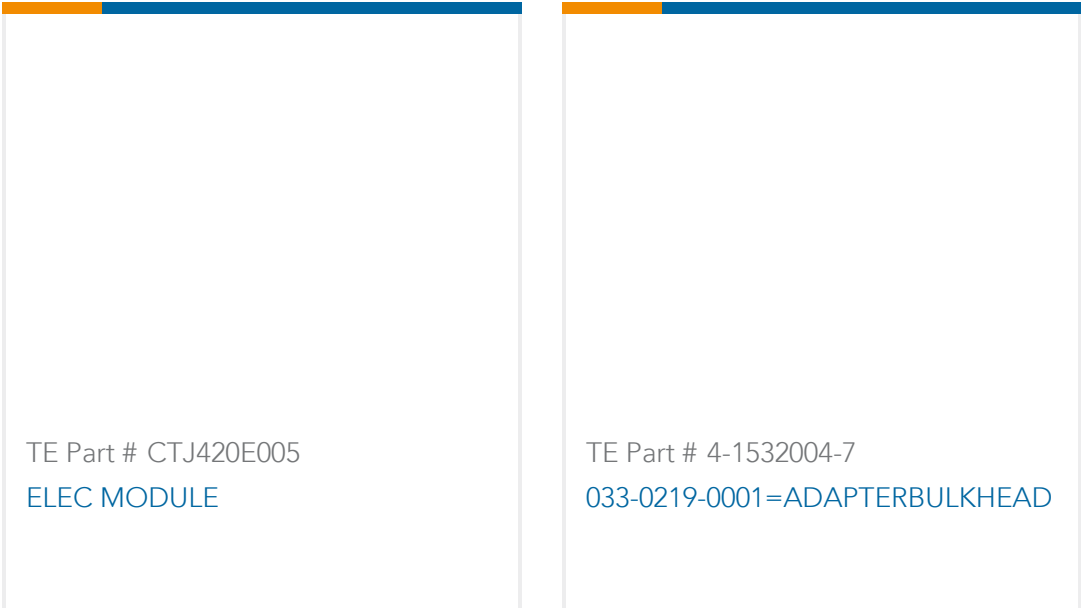 TE Part # CTJ420E005
ELEC MODULE
TE Part # 4-1532004-7
033-0219-0001=ADAPTERBULKHEAD